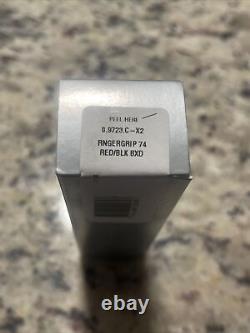 PEEL HERE
0.9723.C-X2
FINGERGRIP 74
RED/BLK BXD